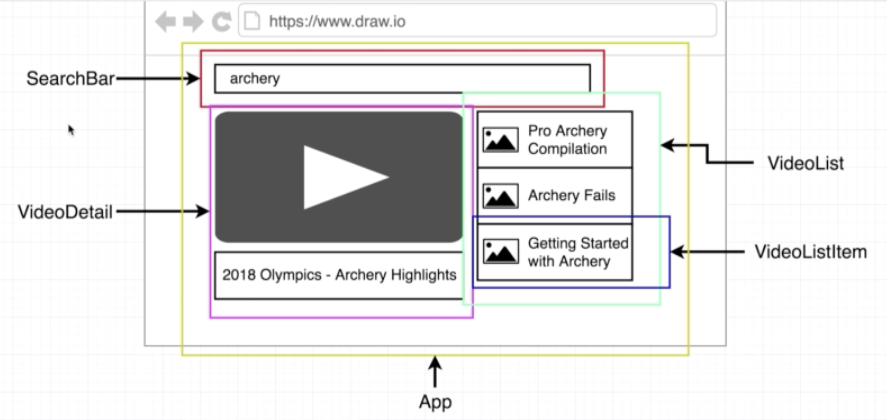 https://www.draw.io
SearchBar
archery
Pro Archery
Compilation
VideoList
Archery Fails
VideoDetail
Getting Started
with Archery
VideoListItem
2018 Olympics - Archery Highlights
App